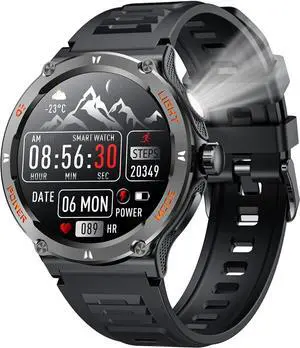 -23°C
LIGHT
AM SMART WATCH
08:56:30 STEPS
HOUR MIN SEC 20349
DATE 06 MON
POWER
089 HR
POWER
MODE